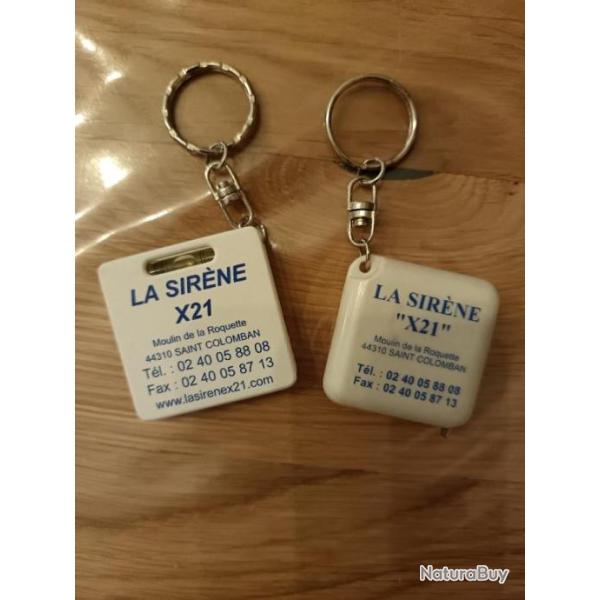 LA SIRÈNE
X21
Moulin de la Roquette
44310 SAINT COLOMBAN
Tél. : 02 40 05 88 08
Fax : 02 40 05 87 13
www.lasirenex21.com
LA SIRÈNE
"X21"
Moulin de la Roquette
44310 SAINT COLOMBAN
Tél. : 02 40 05 88 08
Fax : 02 40 05 87 13
NaturaBuy